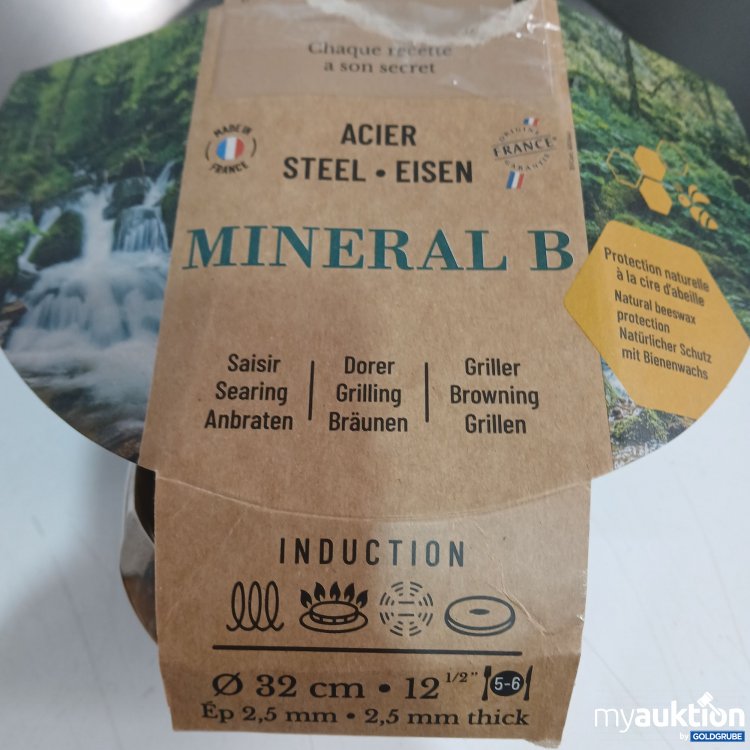 Chaque recette
a son secret
MADE IN
FRANCE
ACIER
STEEL • EISEN
ORIGINE
FRANCE
GARANTIE
MINERAL B
Protection naturelle
à la cire d'abeille
Natural beeswax
protection
Natürlicher Schutz
mit Bienenwachs
Saisir
Searing
Anbraten
Dorer
Grilling
Bräunen
Griller
Browning
Grillen
INDUCTION
Ø 32 cm • 12 1/2" 5-6
Ép 2,5 mm • 2,5 mm thick
myauktion
by GOLDGRUBE